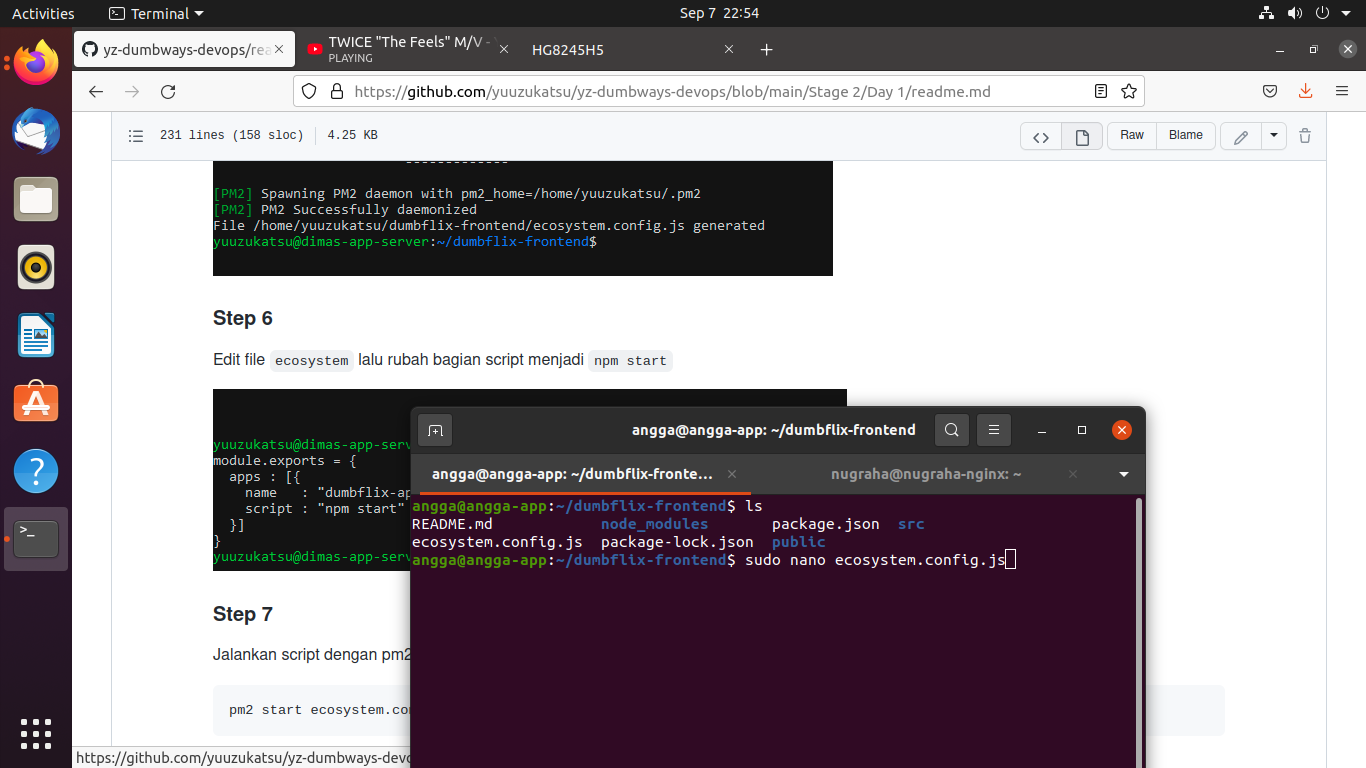 Activities
Terminal
Sep 7 22:54
yz-dumbways-devops/rea
TWICE "The Feels" M/V -
PLAYING
HG8245H5
https://github.com/yuuzukatsu/yz-dumbways-devops/blob/main/Stage 2/Day 1/readme.md
231 lines (158 sloc)
4.25 KB
Raw
Blame
-------------
[PM2] Spawning PM2 daemon with pm2_home=/home/yuuzukatsu/.pm2
[PM2] PM2 Successfully daemonized
File /home/yuuzukatsu/dumbflix-frontend/ecosystem.config.js generated
yuuzukatsu@dimas-app-server:~/dumbflix-frontend$
Step 6
Edit file ecosystem lalu rubah bagian script menjadi npm start
yuuzukatsu@dimas-app-serv
module.exports = {
apps : [{
name : "dumbflix-ap
script : "npm start"
}]
}
yuuzukatsu@dimas-app-serv
Step 7
Jalankan script dengan pm2
pm2 start ecosystem.con
https://github.com/yuuzukatsu/yz-dumbways-devo
angga@angga-app: ~/dumbflix-frontend
angga@angga-app: ~/dumbflix-fronte...
nugraha@nugraha-nginx: ~
angga@angga-app:~/dumbflix-frontend$ ls
README.md node_modules package.json src
ecosystem.config.js package-lock.json public
angga@angga-app:~/dumbflix-frontend$ sudo nano ecosystem.config.js